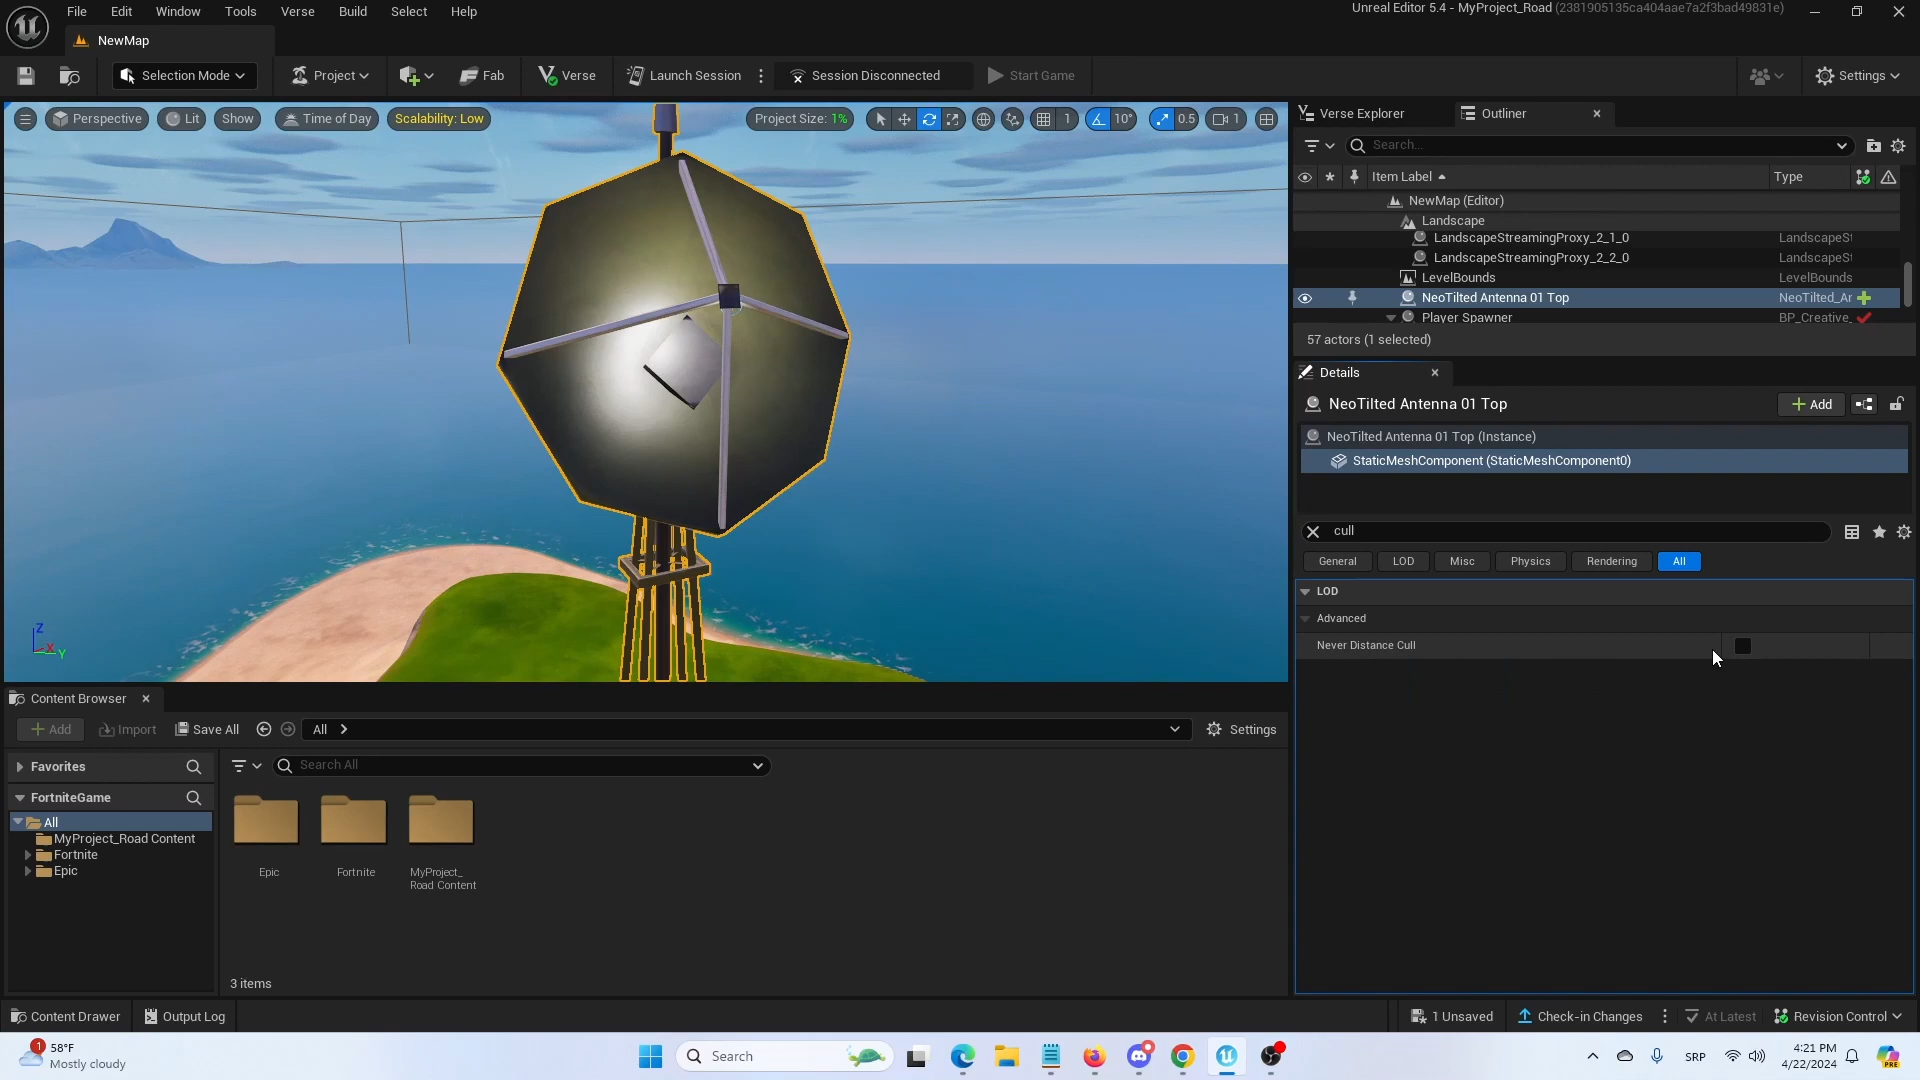 File Edit Window Tools Verse Build Select Help
Unreal Editor 5.4 - MyProject_Road (2381905135ca404aae7a2f3bad49831e)
NewMap
Selection Mode
Project
Fab
Verse
Launch Session
Session Disconnected
Start Game
Settings
Perspective
Lit
Show
Time of Day
Scalability: Low
Project Size: 1%
1
10°
0.5
1
Z
X
Y
Verse Explorer
Outliner
Search...
Item Label
Type
NewMap (Editor)
Landscape
LandscapeStreamingProxy_2_1_0 LandscapeSt
LandscapeStreamingProxy_2_2_0 LandscapeSt
LevelBounds LevelBounds
NeoTilted Antenna 01 Top NeoTilted_Ar
Player Spawner BP_Creative_
57 actors (1 selected)
Details
NeoTilted Antenna 01 Top
Add
NeoTilted Antenna 01 Top (Instance)
StaticMeshComponent (StaticMeshComponent0)
cull
General LOD Misc Physics Rendering All
LOD
Advanced
Never Distance Cull
Content Browser
Add
Import
Save All
All
Settings
Favorites
Search All
FortniteGame
All
MyProject_Road Content
Fortnite
Epic
Epic
Fortnite
MyProject_
Road Content
3 items
Content Drawer
Output Log
1 Unsaved
Check-in Changes
At Latest
Revision Control
1
58°F
Mostly cloudy
Search
SRP
4:21 PM
4/22/2024
PRE